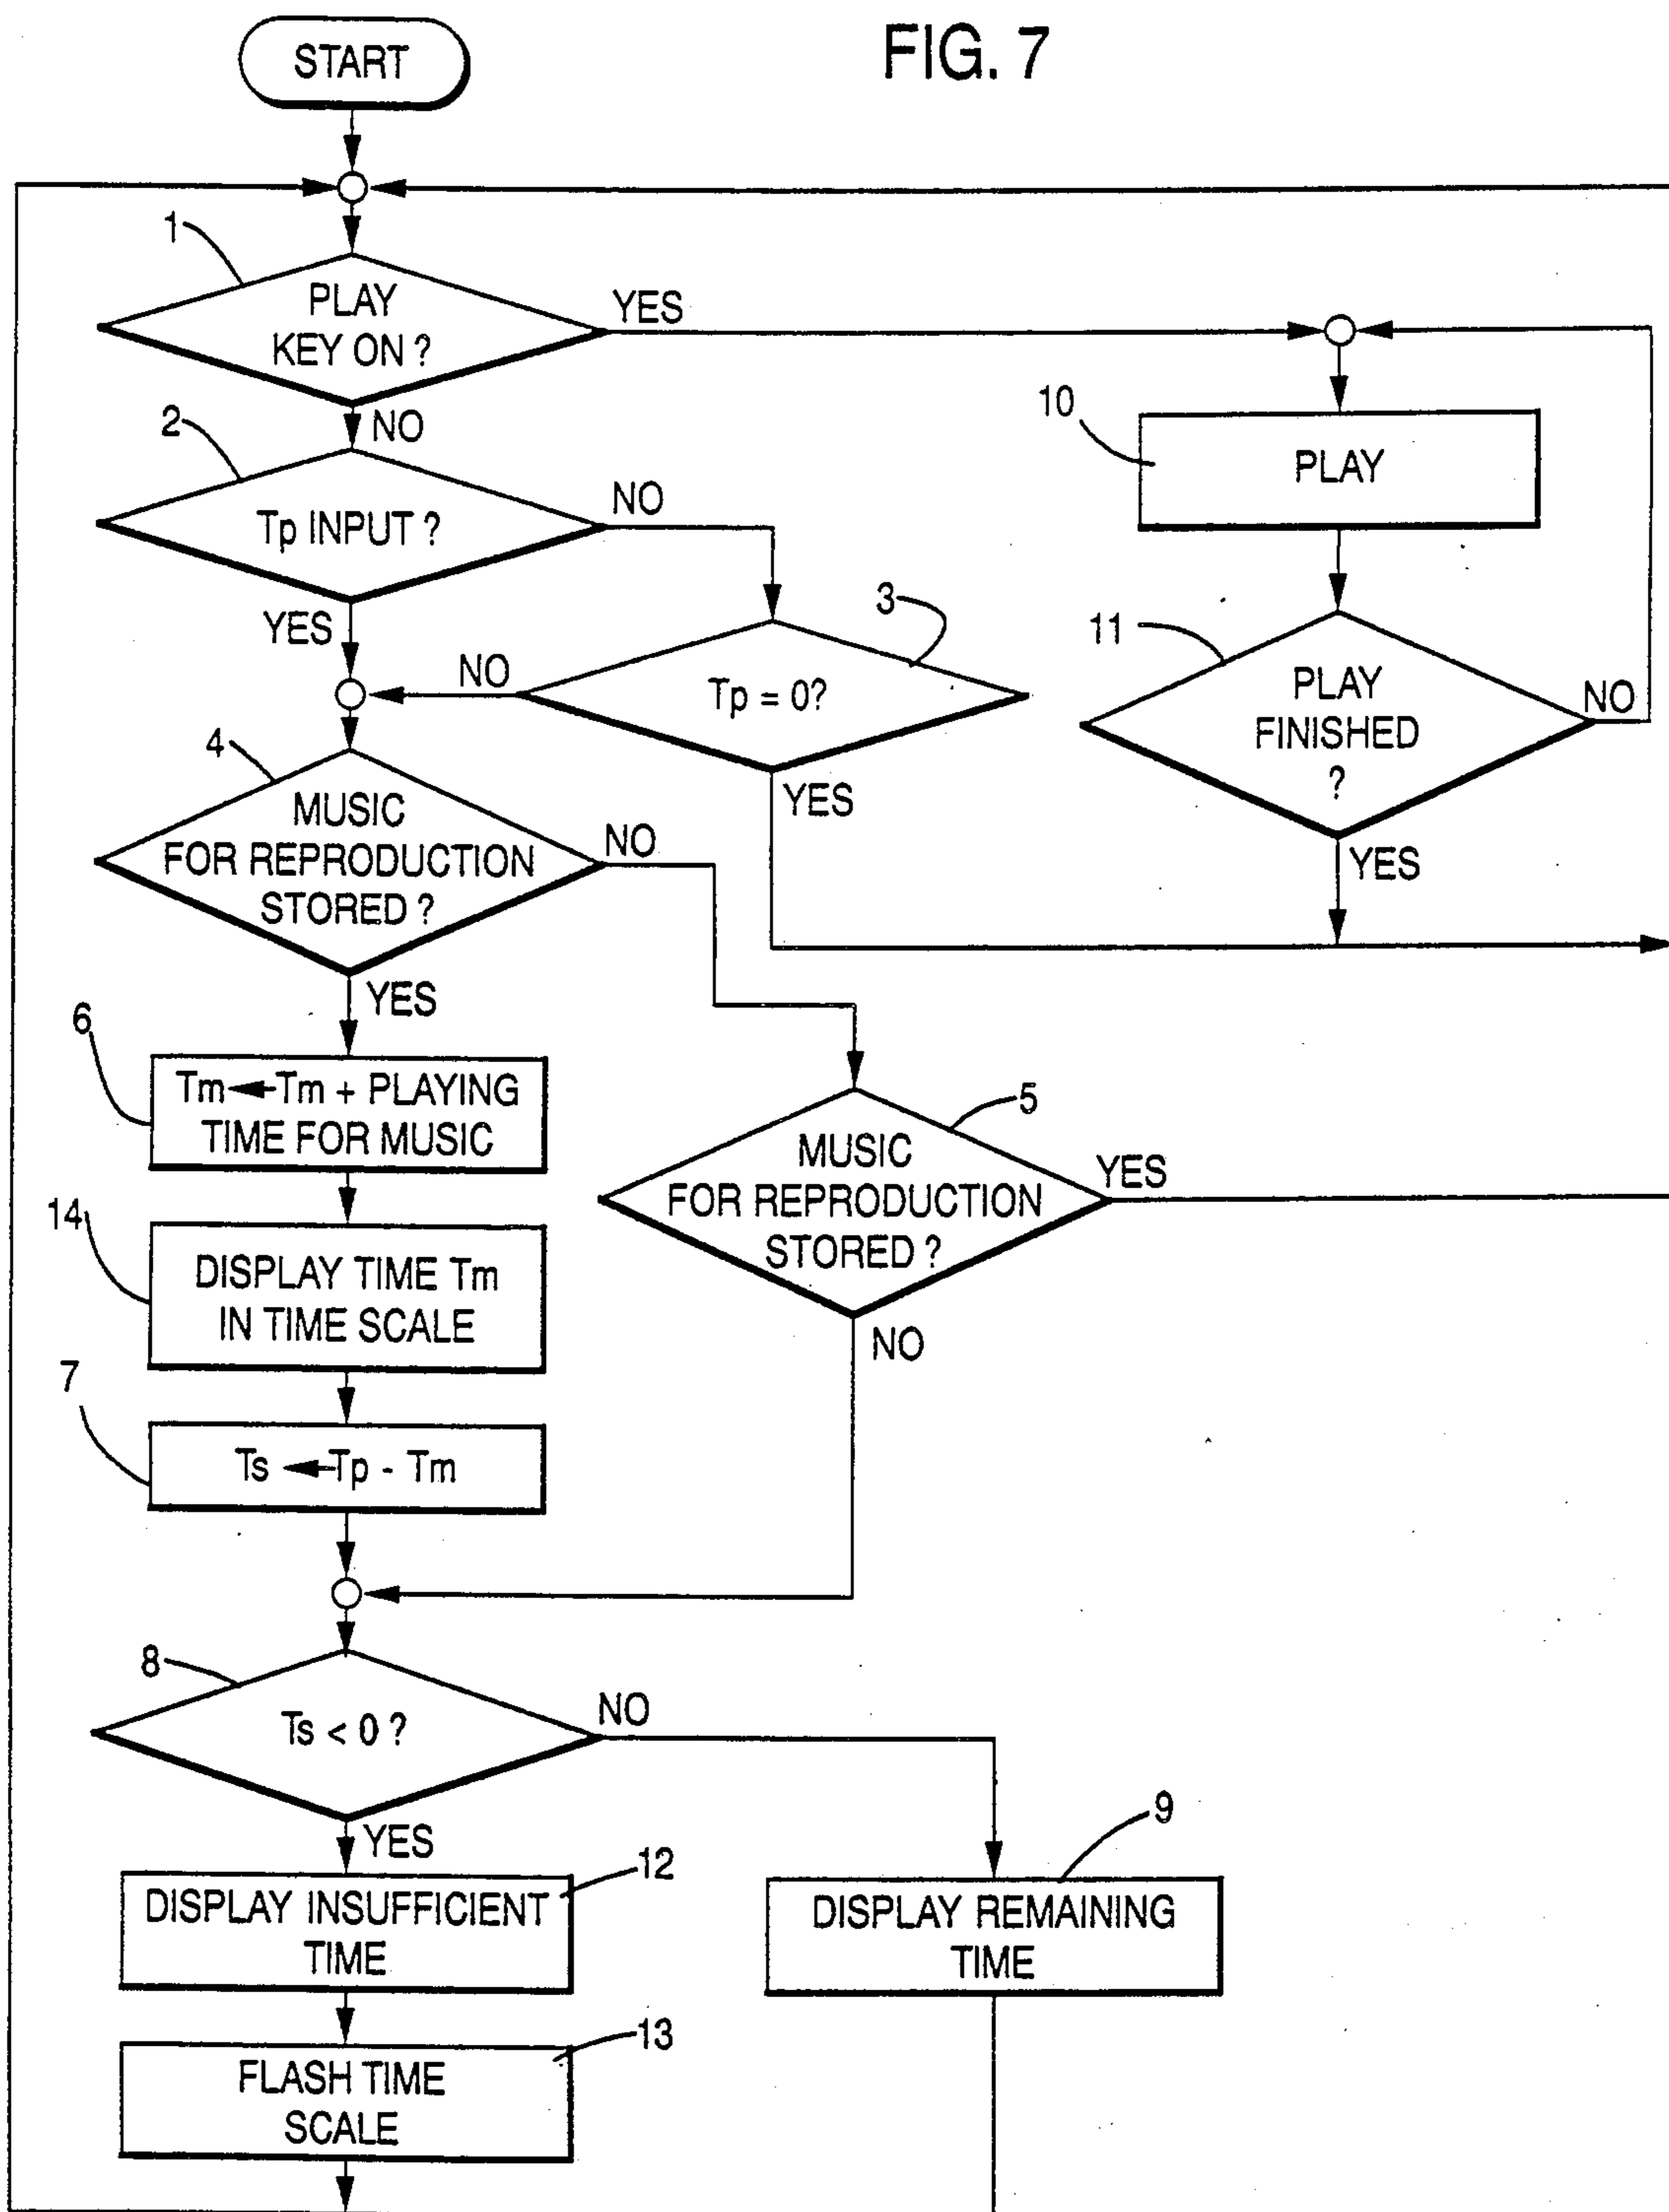 FIG. 7
START
1
PLAY
KEY ON ?
YES
NO
2
Tp INPUT ?
NO
YES
3
Tp = 0?
NO
YES
10
PLAY
11
PLAY
FINISHED
?
NO
YES
4
MUSIC
FOR REPRODUCTION
STORED ?
NO
YES
6
Tm ← Tm + PLAYING
TIME FOR MUSIC
5
MUSIC
FOR REPRODUCTION
STORED ?
YES
NO
14
DISPLAY TIME Tm
IN TIME SCALE
7
Ts ← Tp - Tm
8
Ts < 0 ?
NO
YES
12
DISPLAY INSUFFICIENT
TIME
9
DISPLAY REMAINING
TIME
13
FLASH TIME
SCALE